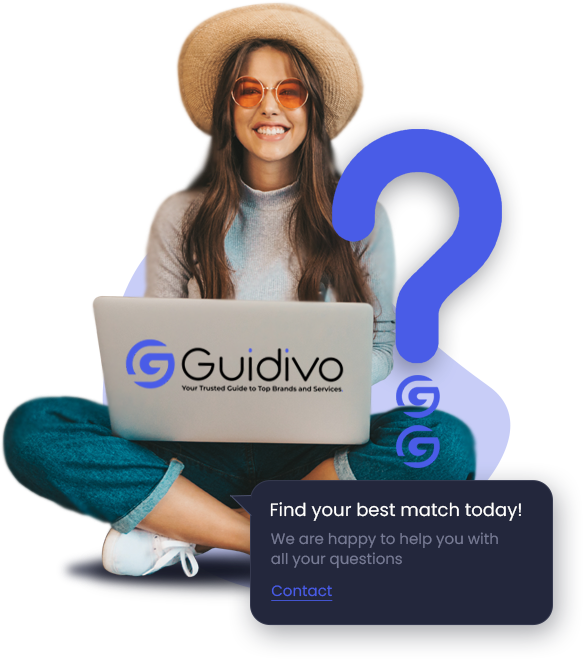 Guidivo
Your Trusted Guide to Top Brands and Services.
Find your best match today!
We are happy to help you with
all your questions
Contact